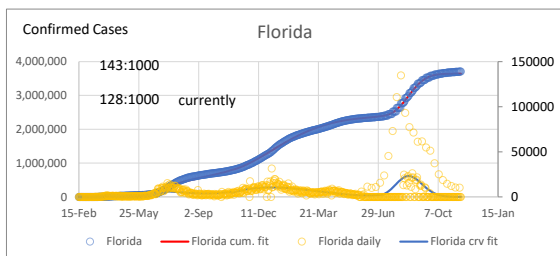 Confirmed Cases
Florida
4,000,000
3,000,000
2,000,000
1,000,000
0
143:1000
128:1000 currently
150000
100000
50000
0
15-Feb 25-May 2-Sep 11-Dec 21-Mar 29-Jun 7-Oct 15-Jan
Florida Florida cum. fit Florida daily Florida crv fit